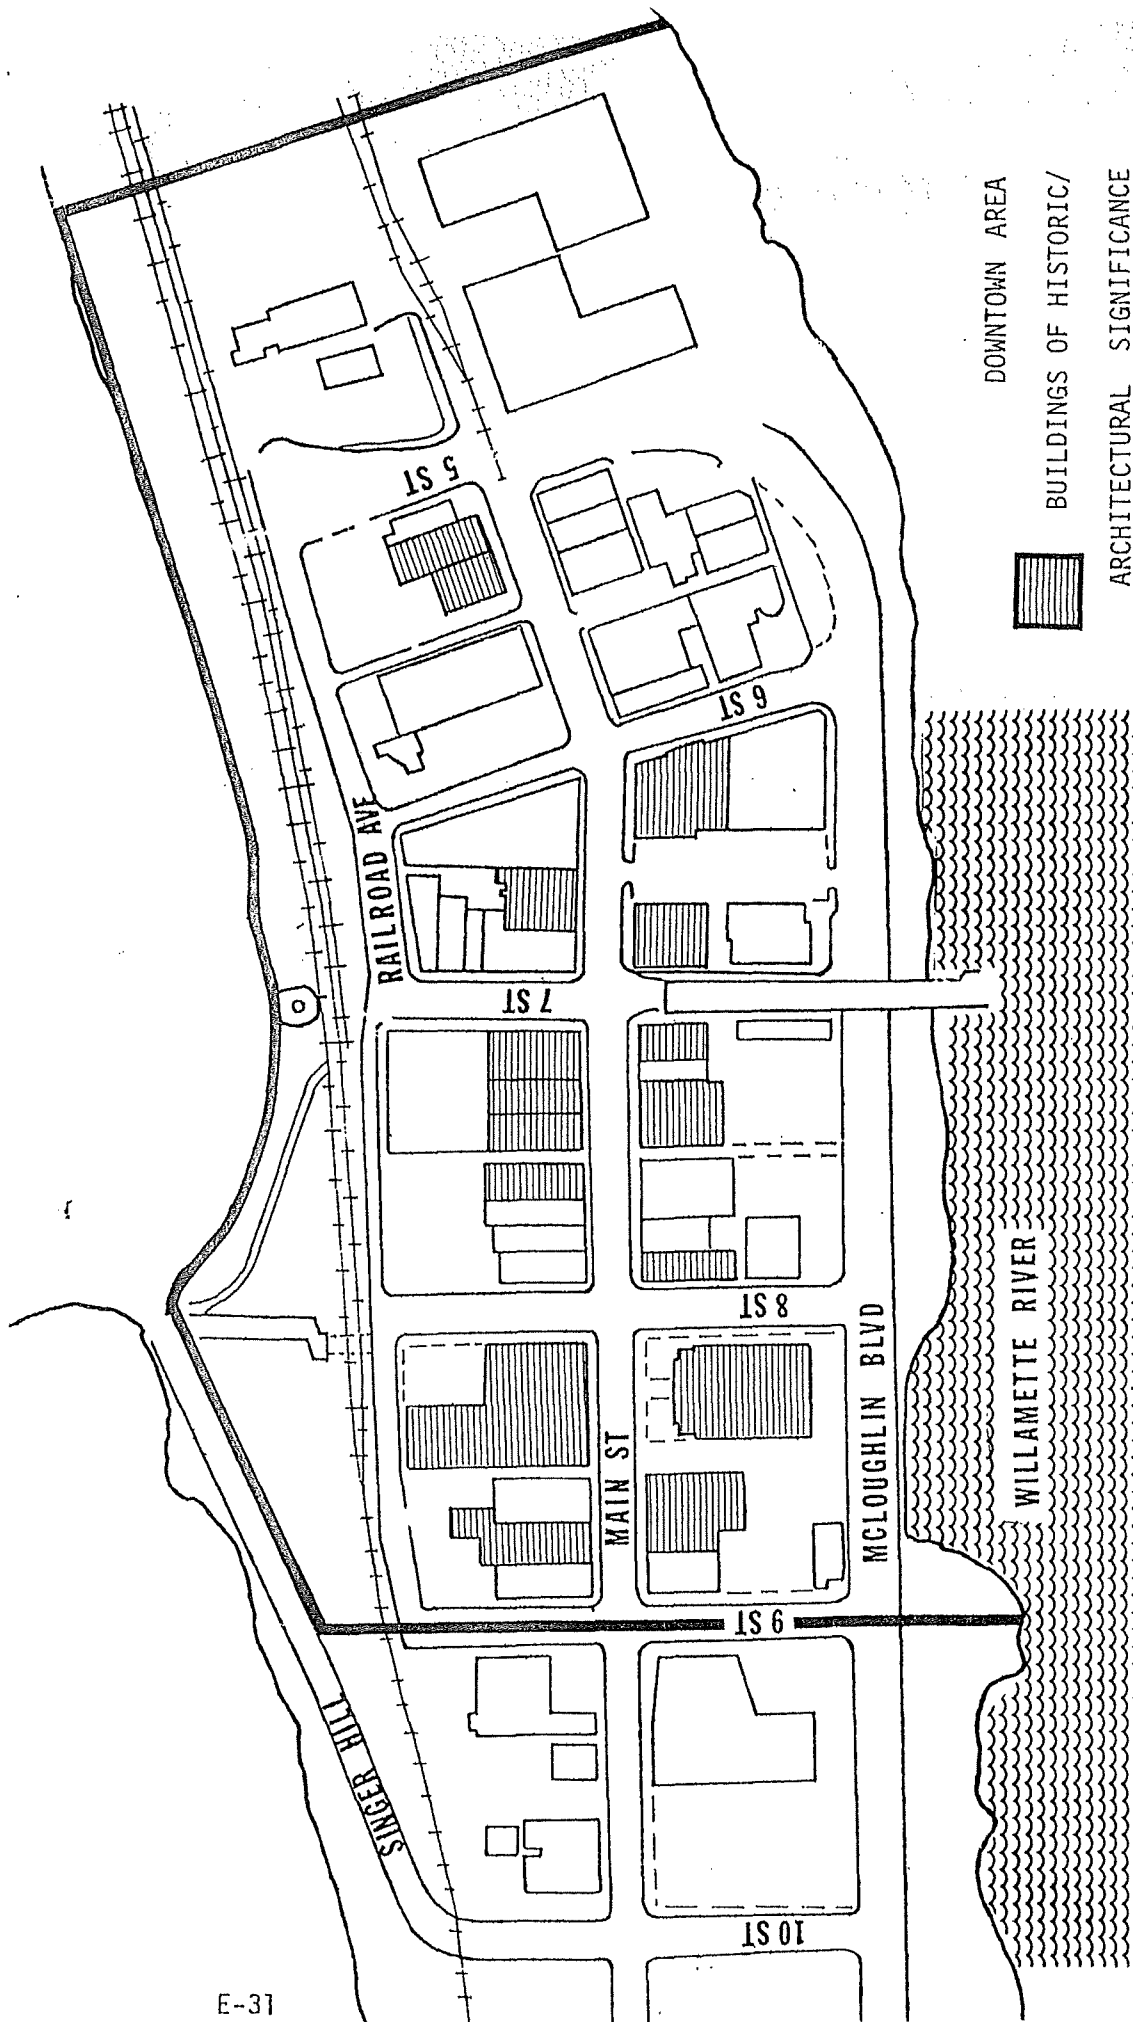 DOWNTOWN AREA
BUILDINGS OF HISTORIC/
ARCHITECTURAL SIGNIFICANCE
5 ST
6 ST
RAILROAD AVE
7 ST
8 ST
MAIN ST
MCLOUGHLIN BLVD
WILLAMETTE RIVER
9 ST
SINGER HILL
10 ST
E-31